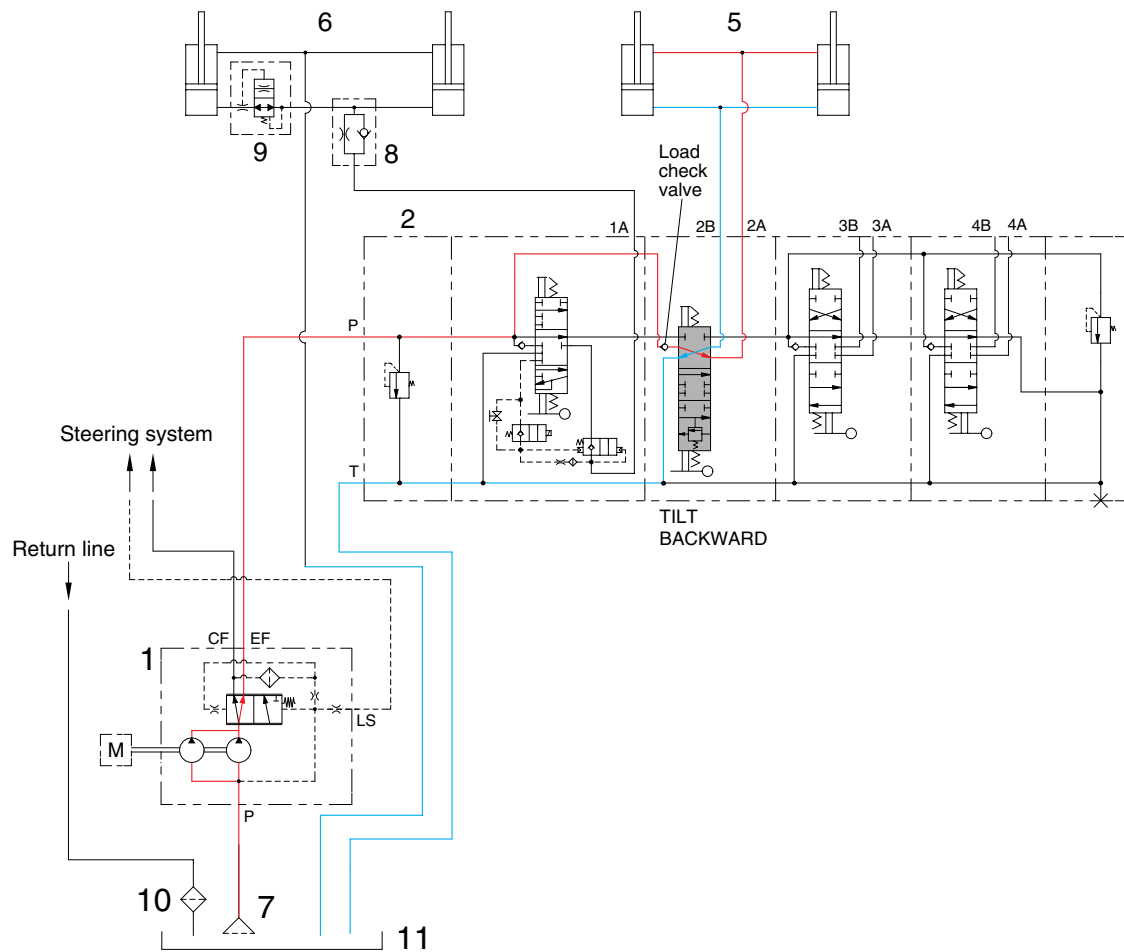 6
5
9
8
Load
check
valve
2
1A
2B
2A
3B
3A
4B
4A
P
Steering system
T
TILT
BACKWARD
Return line
CF
EF
1
LS
M
P
10
7
11